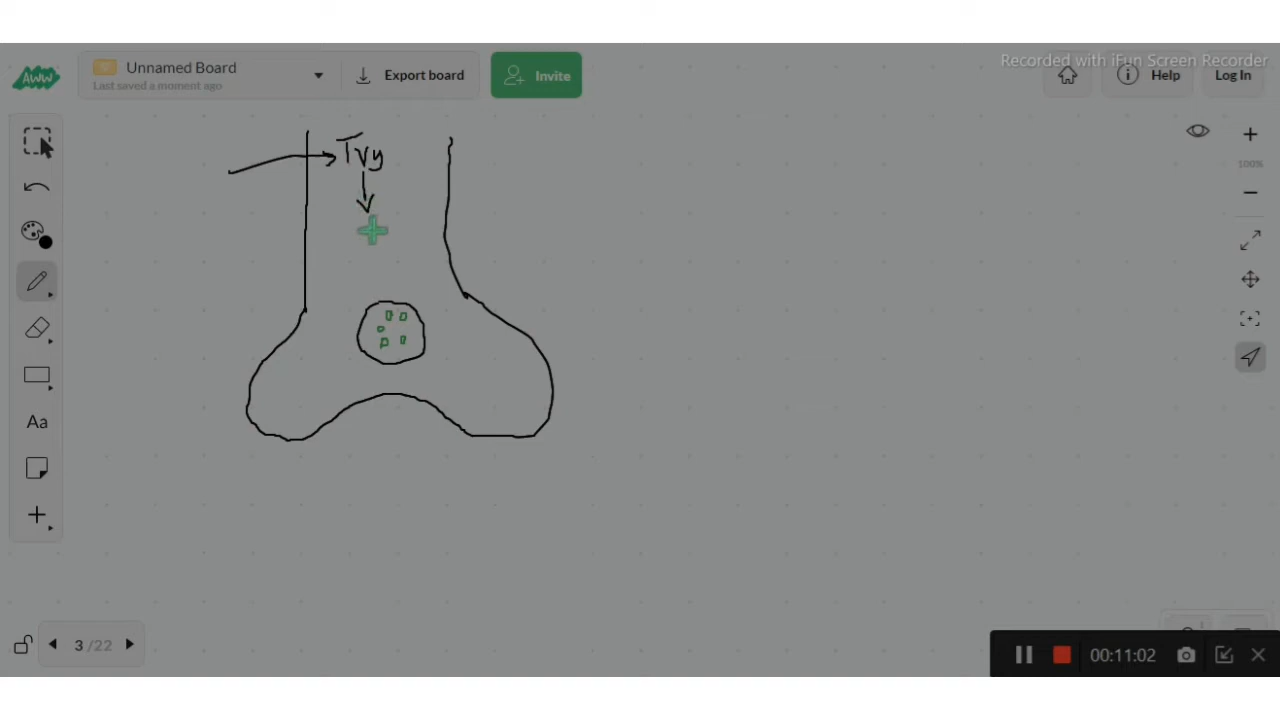 Recorded with iFun Screen Recorder
AWW
Unnamed Board
Last saved a moment ago
Export board
Invite
Help
Log In
Try
100%
Aa
3 /22
00:11:02